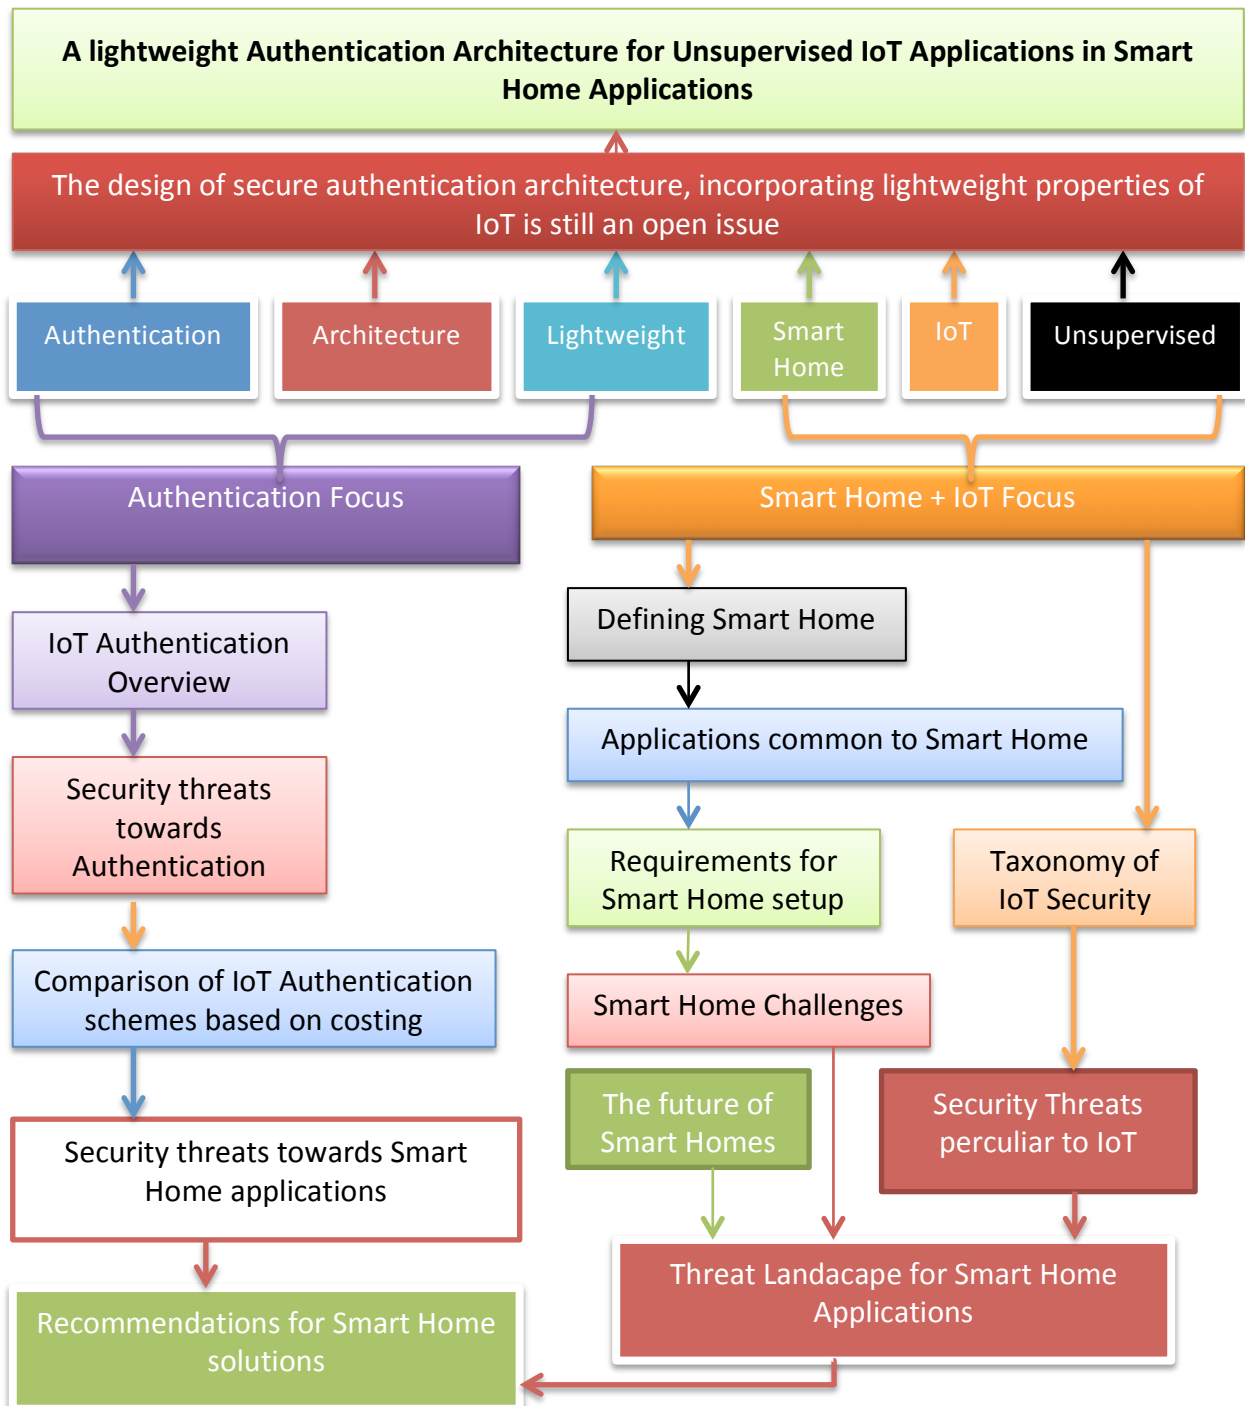 A lightweight Authentication Architecture for Unsupervised IoT Applications in Smart
Home Applications
The design of secure authentication architecture, incorporating lightweight properties of
IoT is still an open issue
Authentication
Architecture
Lightweight
Smart
Home
IoT
Unsupervised
Authentication Focus
Smart Home + IoT Focus
IoT Authentication
Overview
Security threats
towards
Authentication
Comparison of IoT Authentication
schemes based on costing
Security threats towards Smart
Home applications
Recommendations for Smart Home
solutions
Defining Smart Home
Applications common to Smart Home
Requirements for
Smart Home setup
Smart Home Challenges
The future of
Smart Homes
Taxonomy of
IoT Security
Security Threats
perculiar to IoT
Threat Landacape for Smart Home
Applications